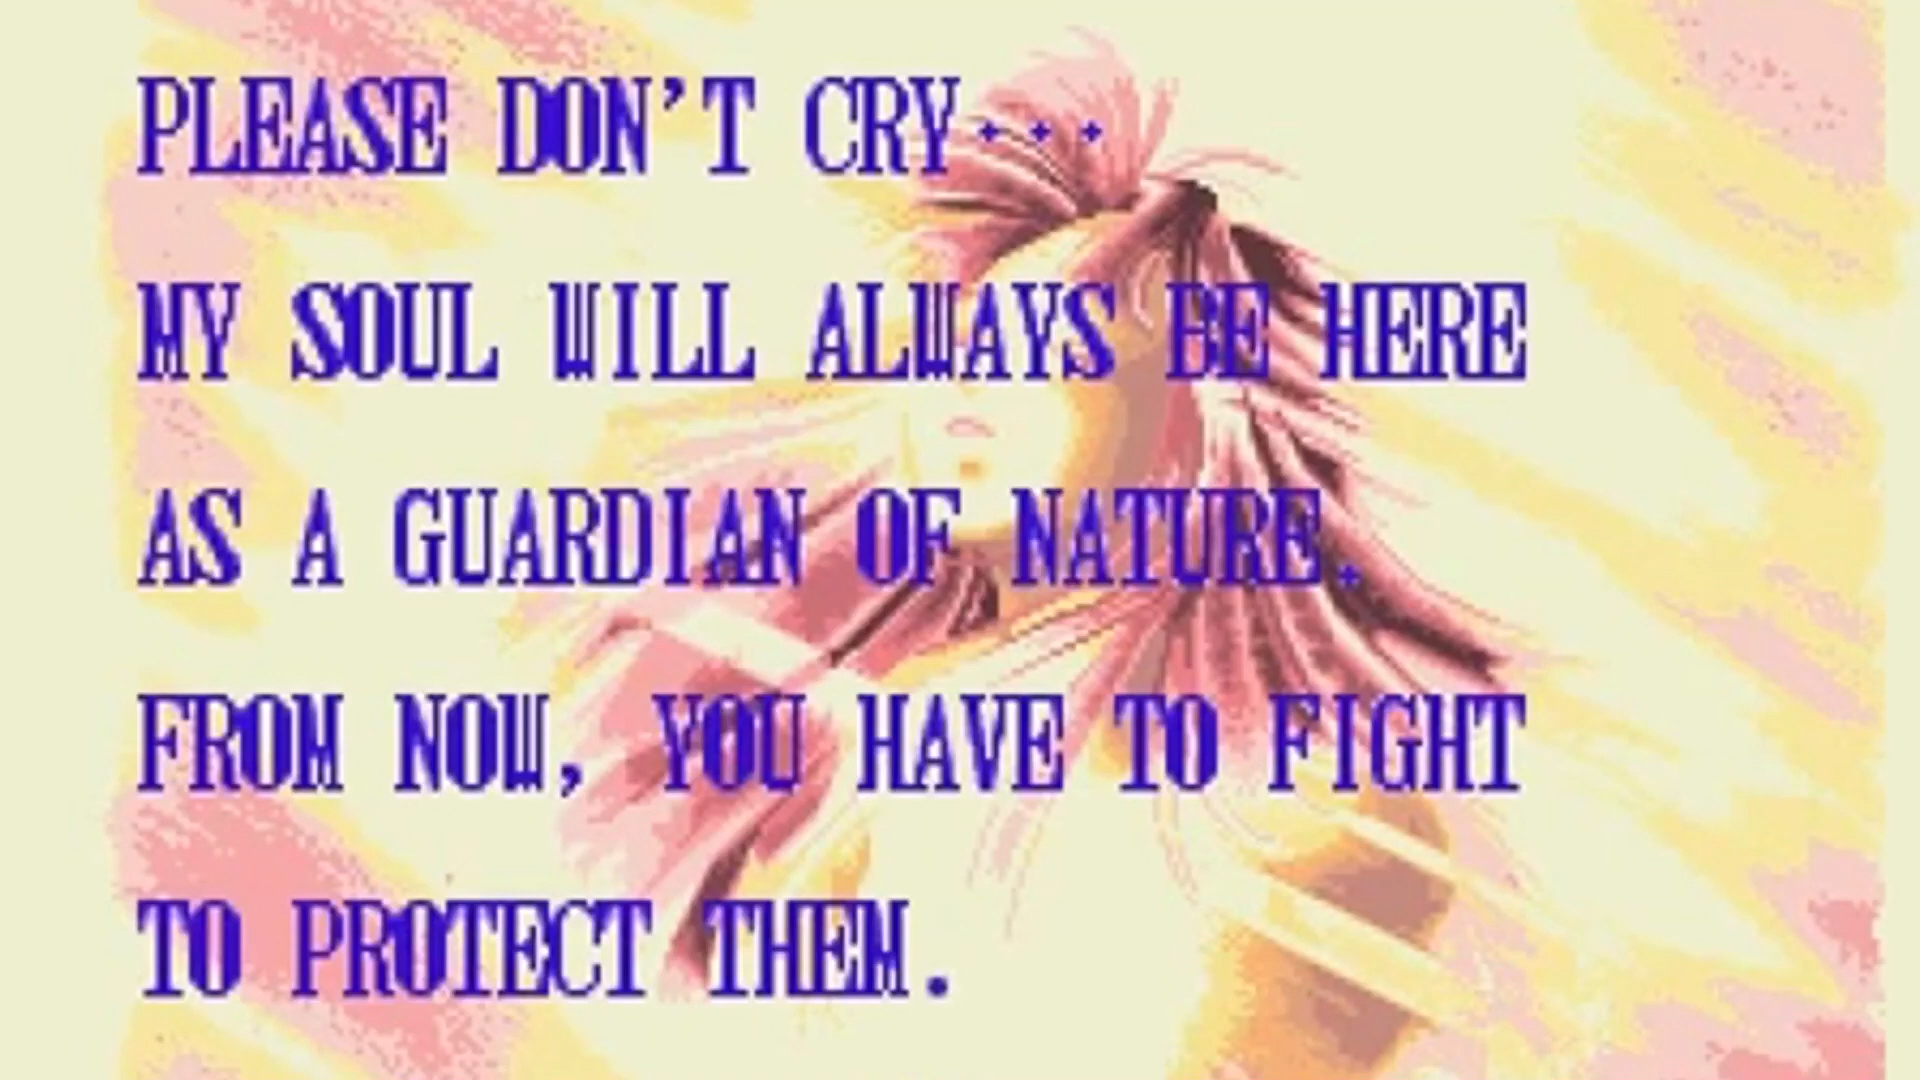 PLEASE DON'T CRY···
MY SOUL WILL ALWAYS BE HERE
AS A GUARDIAN OF NATURE.
FROM NOW, YOU HAVE TO FIGHT
TO PROTECT THEM.